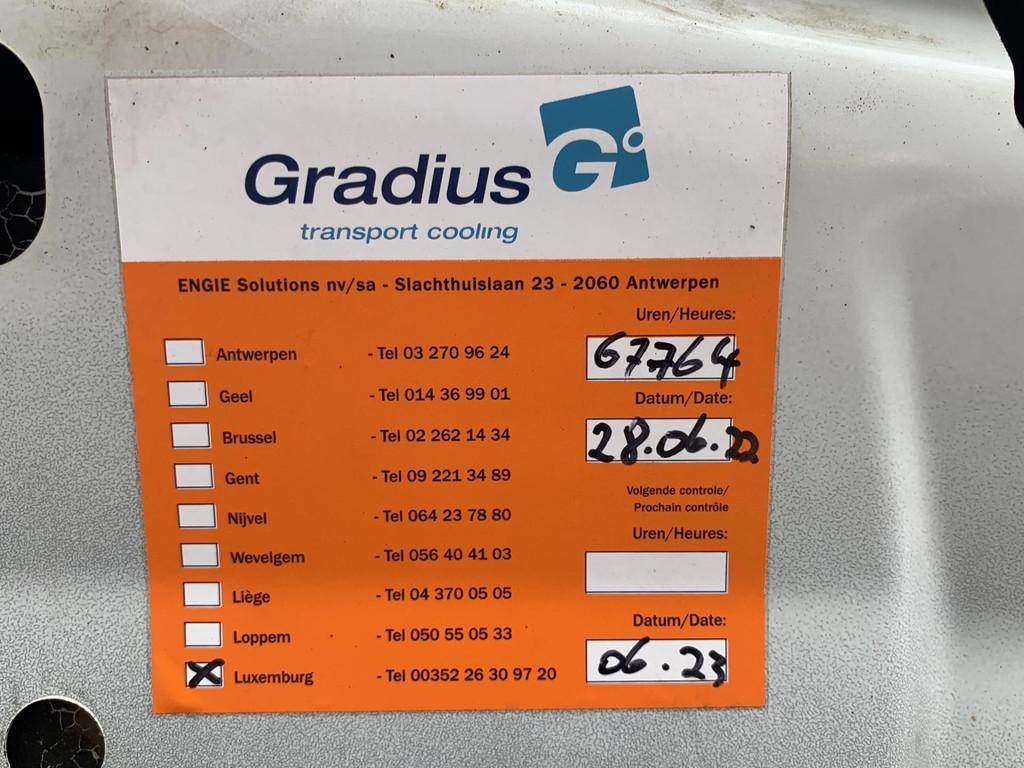 Gradius G°
transport cooling
ENGIE Solutions nv/sa - Slachthuislaan 23 - 2060 Antwerpen
Antwerpen - Tel 03 270 96 24
Geel - Tel 014 36 99 01
Brussel - Tel 02 262 14 34
Gent - Tel 09 221 34 89
Nijvel - Tel 064 23 78 80
Wevelgem - Tel 056 40 41 03
Liège - Tel 04 370 05 05
Loppem - Tel 050 55 05 33
X Luxemburg - Tel 00352 26 30 97 20
Uren/Heures:
67764
Datum/Date:
28.06.22
Volgende controle/
Prochain contrôle
Uren/Heures:
Datum/Date:
06.23